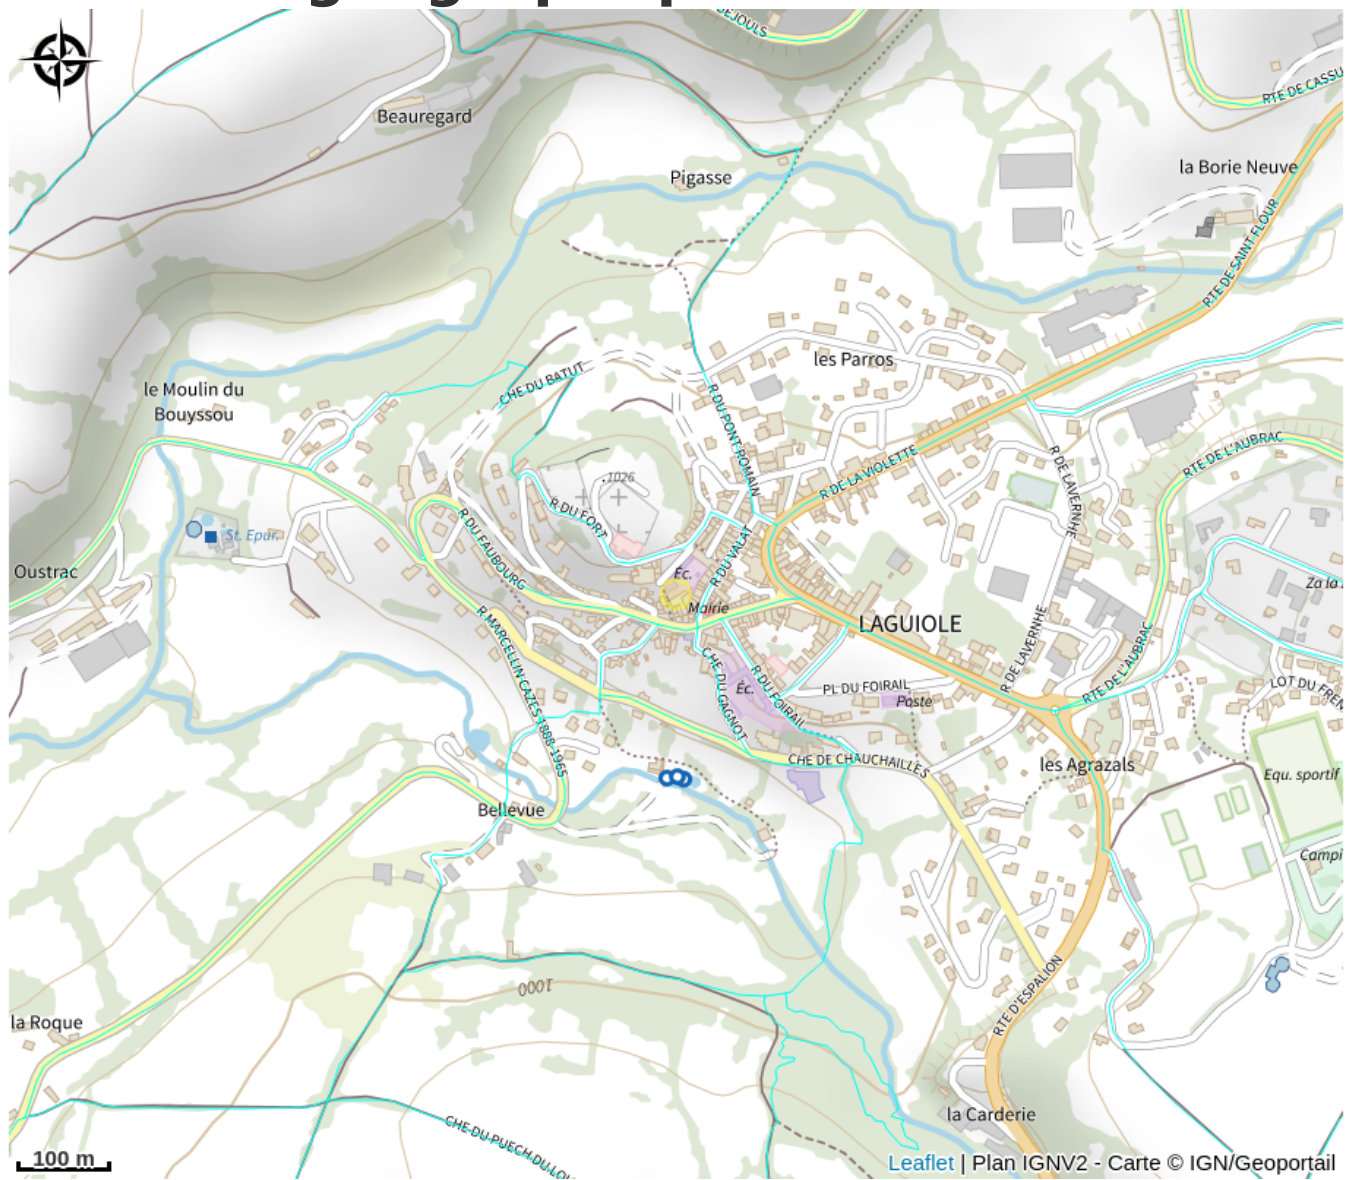 DEJOULS
RTE DE CASSU
Beauregard
la Borie Neuve
Pigasse
RTE DE SAINT-FLOUR
les Parros
CHE DU BATUT
le Moulin du
Bouyssou
R DU PONT ROMAIN
R DE LA VIOLETTE
RTE DE L'AUBRAC
R DE LAVERNHE
1026
R DU FORT
R DU FAUBOURG
St. Epur.
R DU VALAT
Éc.
Oustrac
Za la
Mairie
LAGUIOLE
R MARCELLIN CAZES 1888-1965
R DE LAVERNHE
RTE DE L'AUBRAC
CHE DU GAGNOT
Éc.
R DU FOIRAIL
PL DU FOIRAIL
Poste
LOT DU FREN
CHE DE CHAUCHAILLES
les Agrazals
Equ. sportif
Bellevue
Campi
1000
la Roque
RTE D'ESPALION
la Carderie
CHE DU PUECH DU LOU
100 m
Leaflet | Plan IGNV2 - Carte © IGN/Geoportail